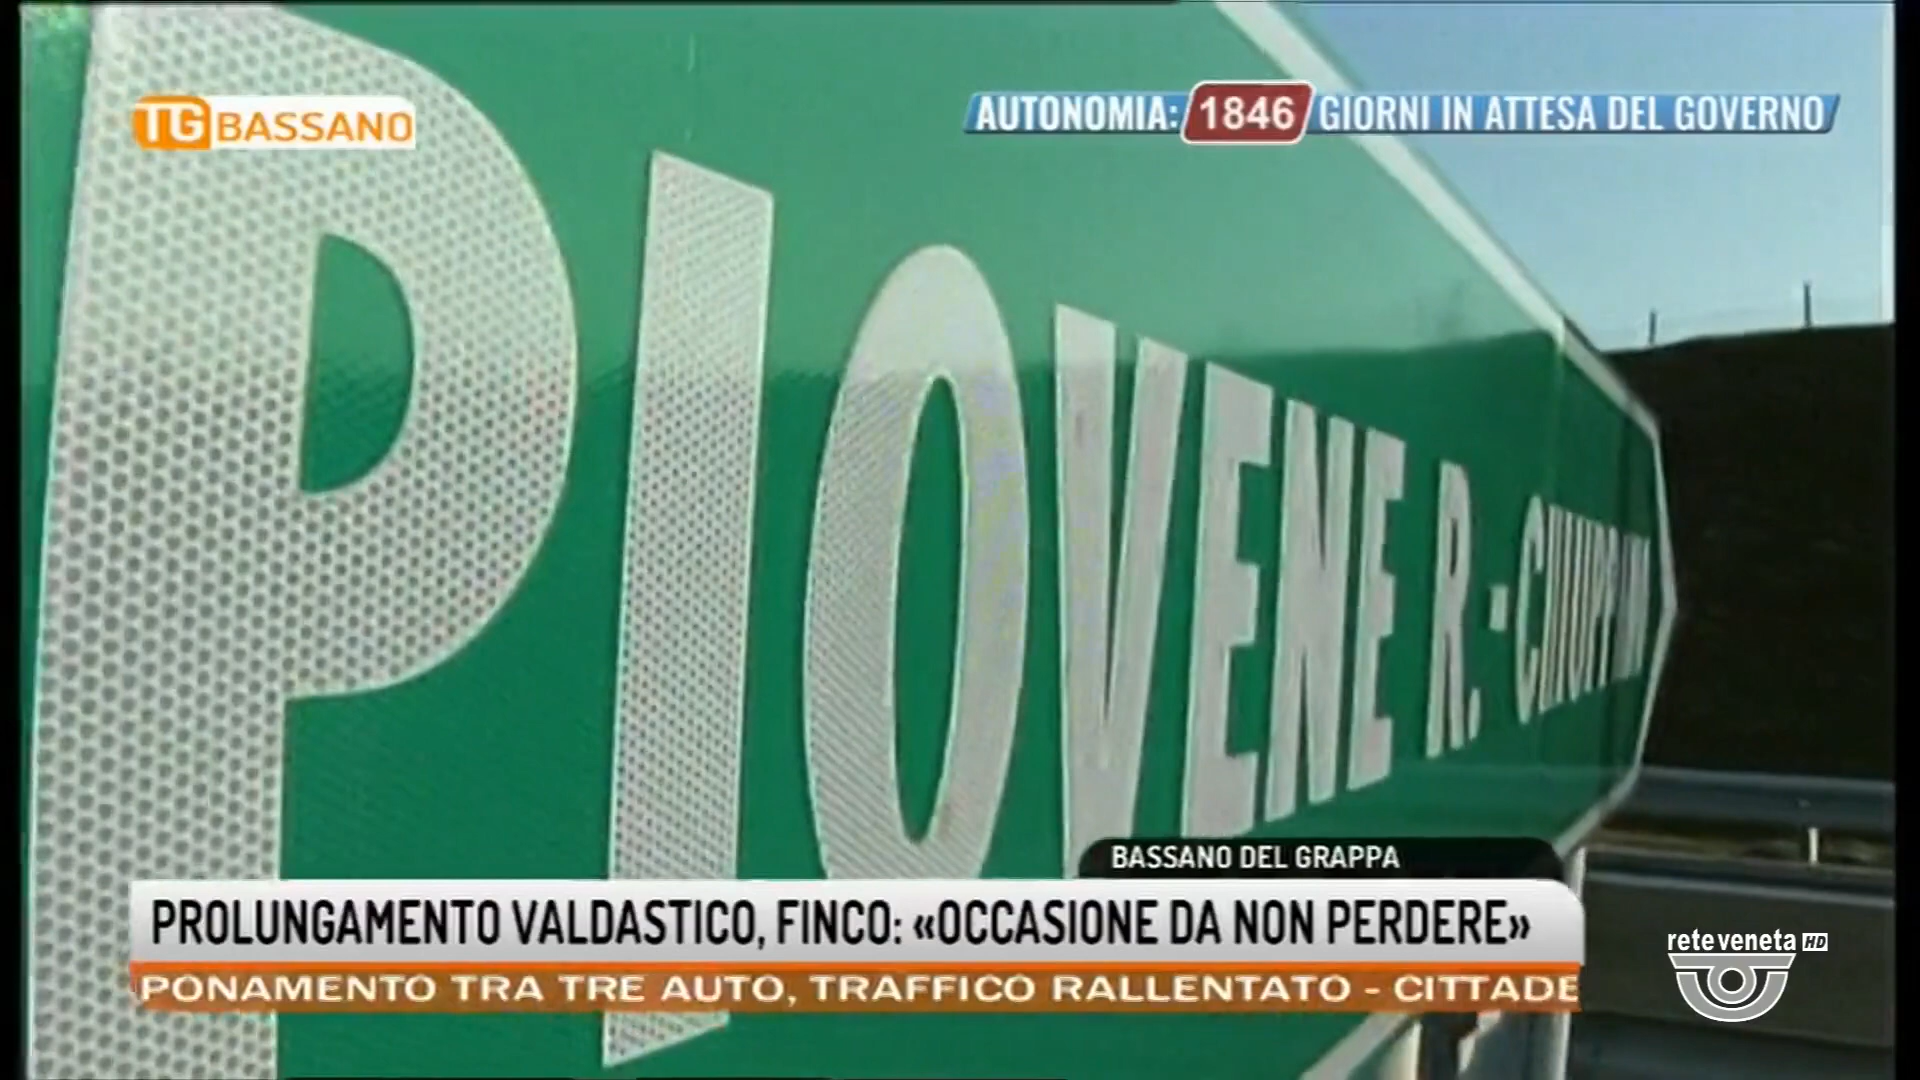 TG BASSANO
AUTONOMIA: 1846 GIORNI IN ATTESA DEL GOVERNO
PIOVENE R. - CHIUPPANO
BASSANO DEL GRAPPA
PROLUNGAMENTO VALDASTICO, FINCO: «OCCASIONE DA NON PERDERE»
PONAMENTO TRA TRE AUTO, TRAFFICO RALLENTATO - CITTADE
rete veneta HD